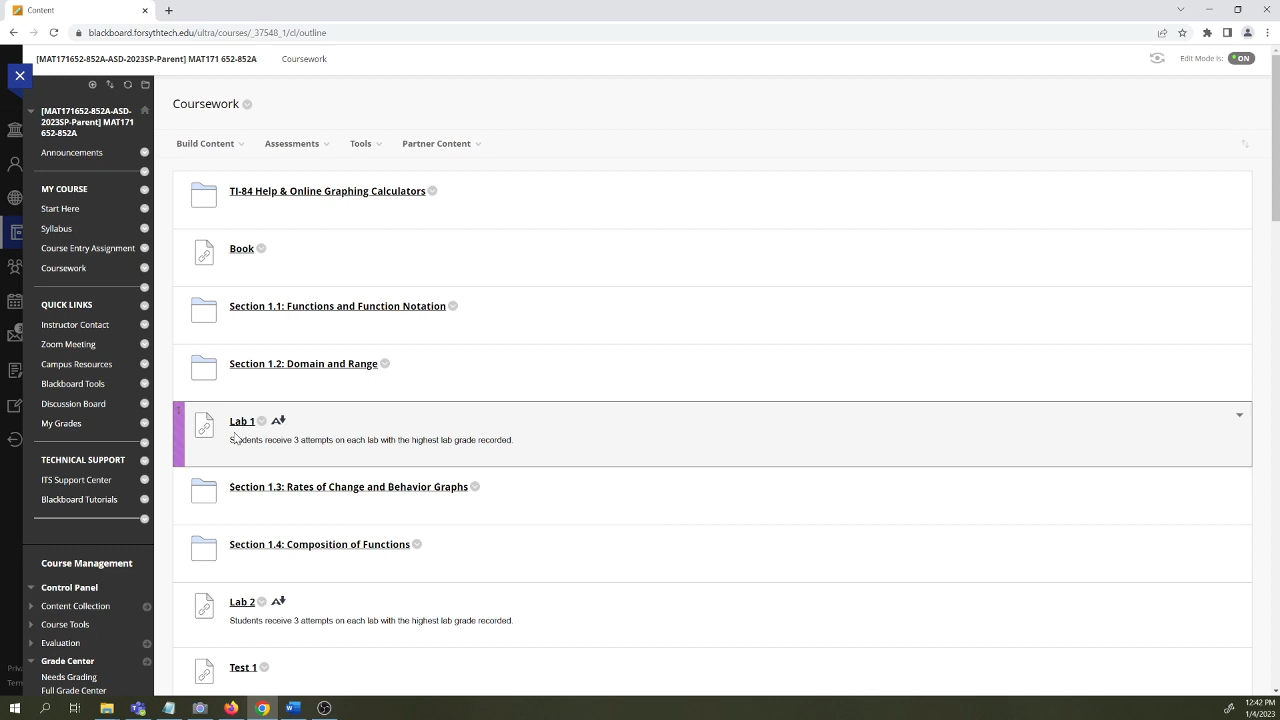 Content
blackboard.forsythtech.edu/ultra/courses/_37548_1/cl/outline
[MAT171652-852A-ASD-2023SP-Parent] MAT171 652-852A
Coursework
Edit Mode is:
ON
[MAT171652-852A-ASD-
2023SP-Parent] MAT171
652-852A
Announcements
MY COURSE
Start Here
Syllabus
Course Entry Assignment
Coursework
QUICK LINKS
Instructor Contact
Zoom Meeting
Campus Resources
Blackboard Tools
Discussion Board
My Grades
TECHNICAL SUPPORT
ITS Support Center
Blackboard Tutorials
Course Management
Control Panel
Content Collection
Course Tools
Evaluation
Grade Center
Needs Grading
Full Grade Center
Priv
Term
Coursework
Build Content
Assessments
Tools
Partner Content
TI-84 Help & Online Graphing Calculators
Book
Section 1.1: Functions and Function Notation
Section 1.2: Domain and Range
Lab 1
Students receive 3 attempts on each lab with the highest lab grade recorded.
Section 1.3: Rates of Change and Behavior Graphs
Section 1.4: Composition of Functions
Lab 2
Students receive 3 attempts on each lab with the highest lab grade recorded.
Test 1
12:42 PM
1/4/2023